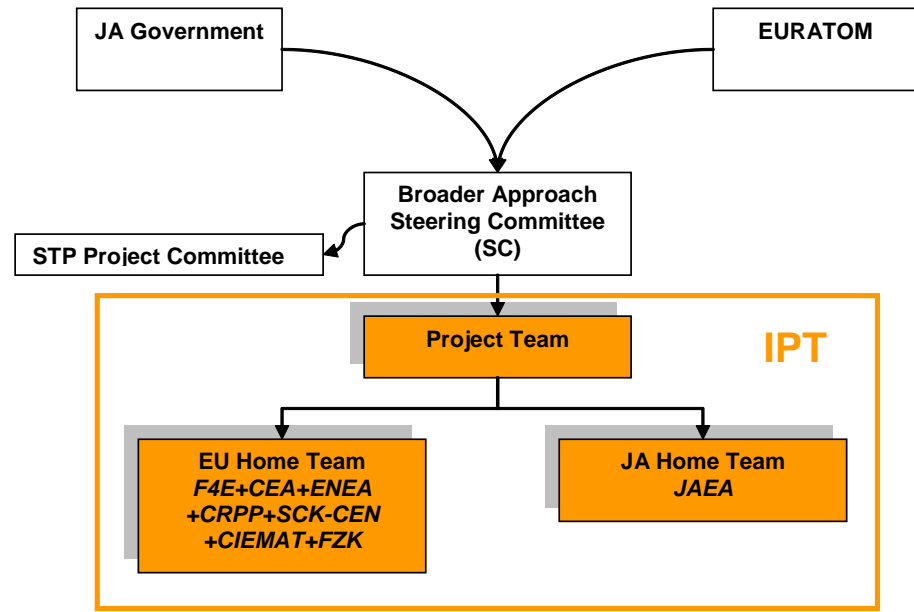 JA Government
EURATOM
Broader Approach
Steering Committee
(SC)
STP Project Committee
Project Team
IPT
EU Home Team
F4E+CEA+ENEA
+CRPP+SCK-CEN
+CIEMAT+FZK
JA Home Team
JAEA